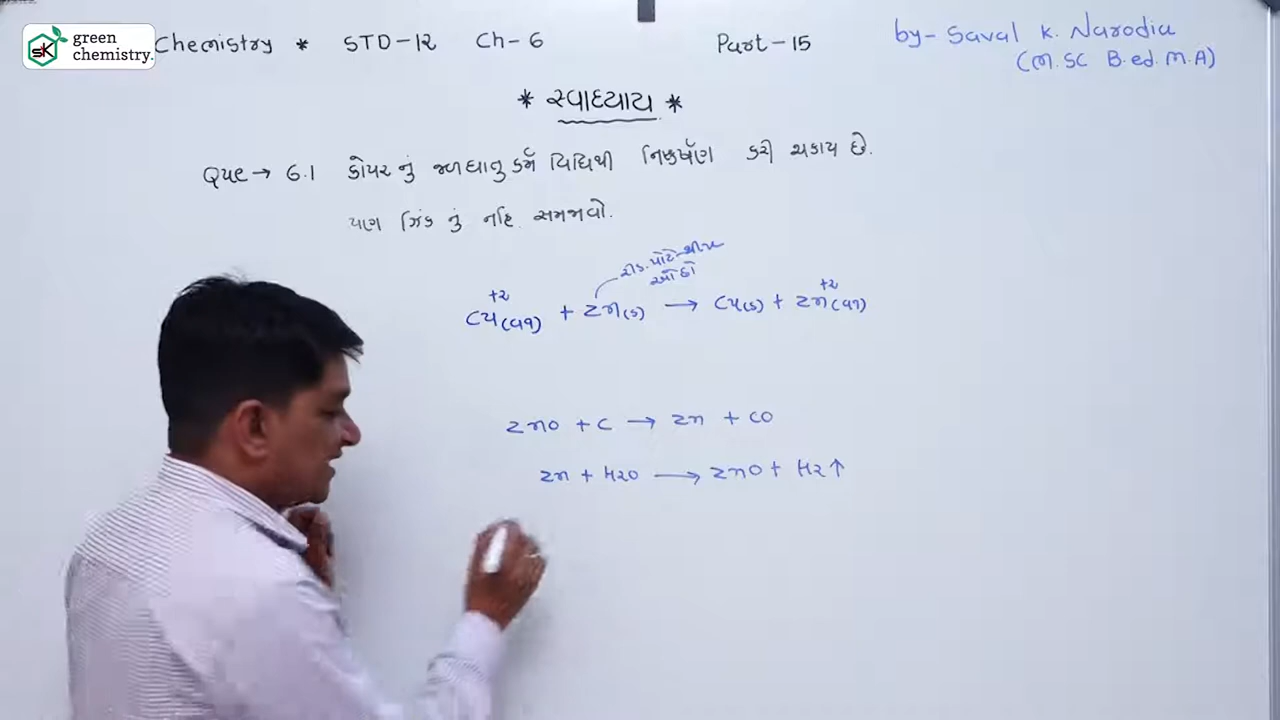 green chemistry.
Chemistry * STD-12 Ch-6 Part-15 by- Saval K. Narodia
(M.SC B.ed. M.A)
* સ્વાધ્યાય *
Que → 6.1 કોપર નું જળધાતુકર્મ વિધિથી નિષ્કર્ષણ કરી શકાય છે.
પણ ઝિંક નું નહિ. સમજાવો.
રીડ. પોટેન્શીયલ
ઓછો
Cu+2(aq) + Zn(s) → Cu(s) + Zn+2(aq)
ZnO + C → Zn + CO
Zn + H2O → ZnO + H2↑